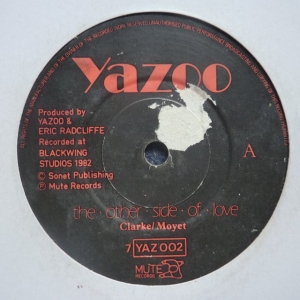 yazoo
Produced by
YAZOO &
ERIC RADCLIFFE
Recorded at
BLACKWING
STUDIOS 1982
© Sonet Publishing
℗ Mute Records
A
the · other · side · of · love
Clarke/Moyet
7 YAZ 002
MUTE
RECORDS